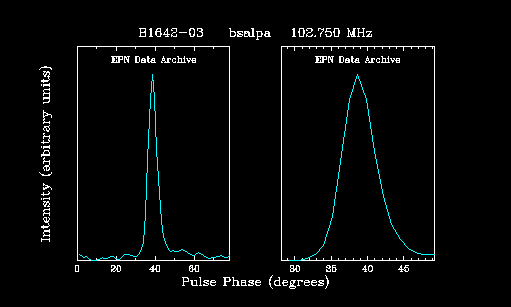 B1642-03 bsalpa 102.750 MHz
EPN Data Archive EPN Data Archive
Intensity (arbitrary units)
0 20 40 60 30 35 40 45
Pulse Phase (degrees)